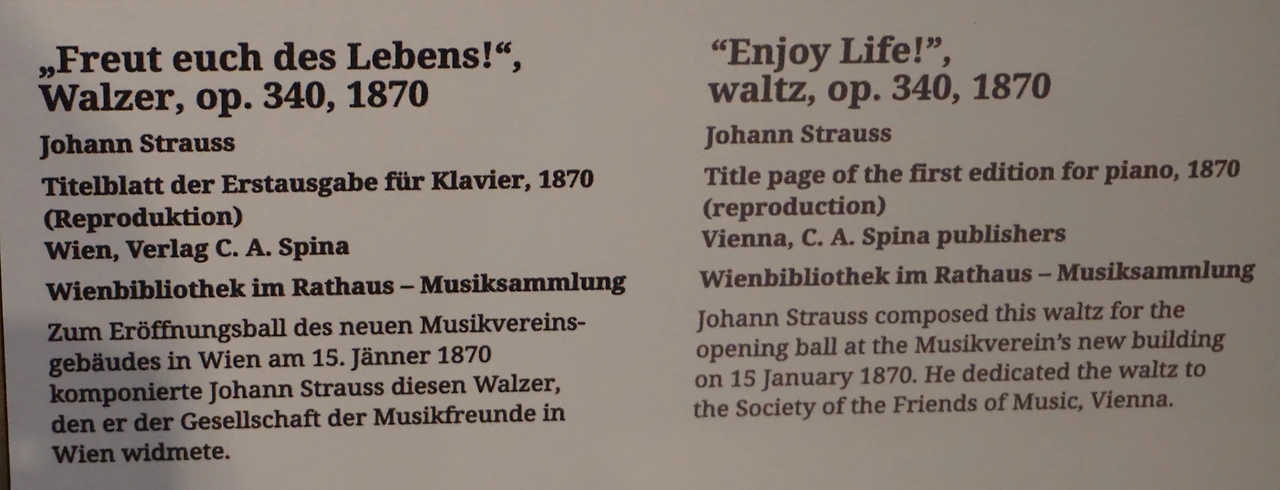 „Freut euch des Lebens!“,
Walzer, op. 340, 1870
Johann Strauss
Titelblatt der Erstausgabe für Klavier, 1870
(Reproduktion)
Wien, Verlag C. A. Spina
Wienbibliothek im Rathaus – Musiksammlung
Zum Eröffnungsball des neuen Musikvereins-
gebäudes in Wien am 15. Jänner 1870
komponierte Johann Strauss diesen Walzer,
den er der Gesellschaft der Musikfreunde in
Wien widmete.
“Enjoy Life!”,
waltz, op. 340, 1870
Johann Strauss
Title page of the first edition for piano, 1870
(reproduction)
Vienna, C. A. Spina publishers
Wienbibliothek im Rathaus – Musiksammlung
Johann Strauss composed this waltz for the
opening ball at the Musikverein’s new building
on 15 January 1870. He dedicated the waltz to
the Society of the Friends of Music, Vienna.